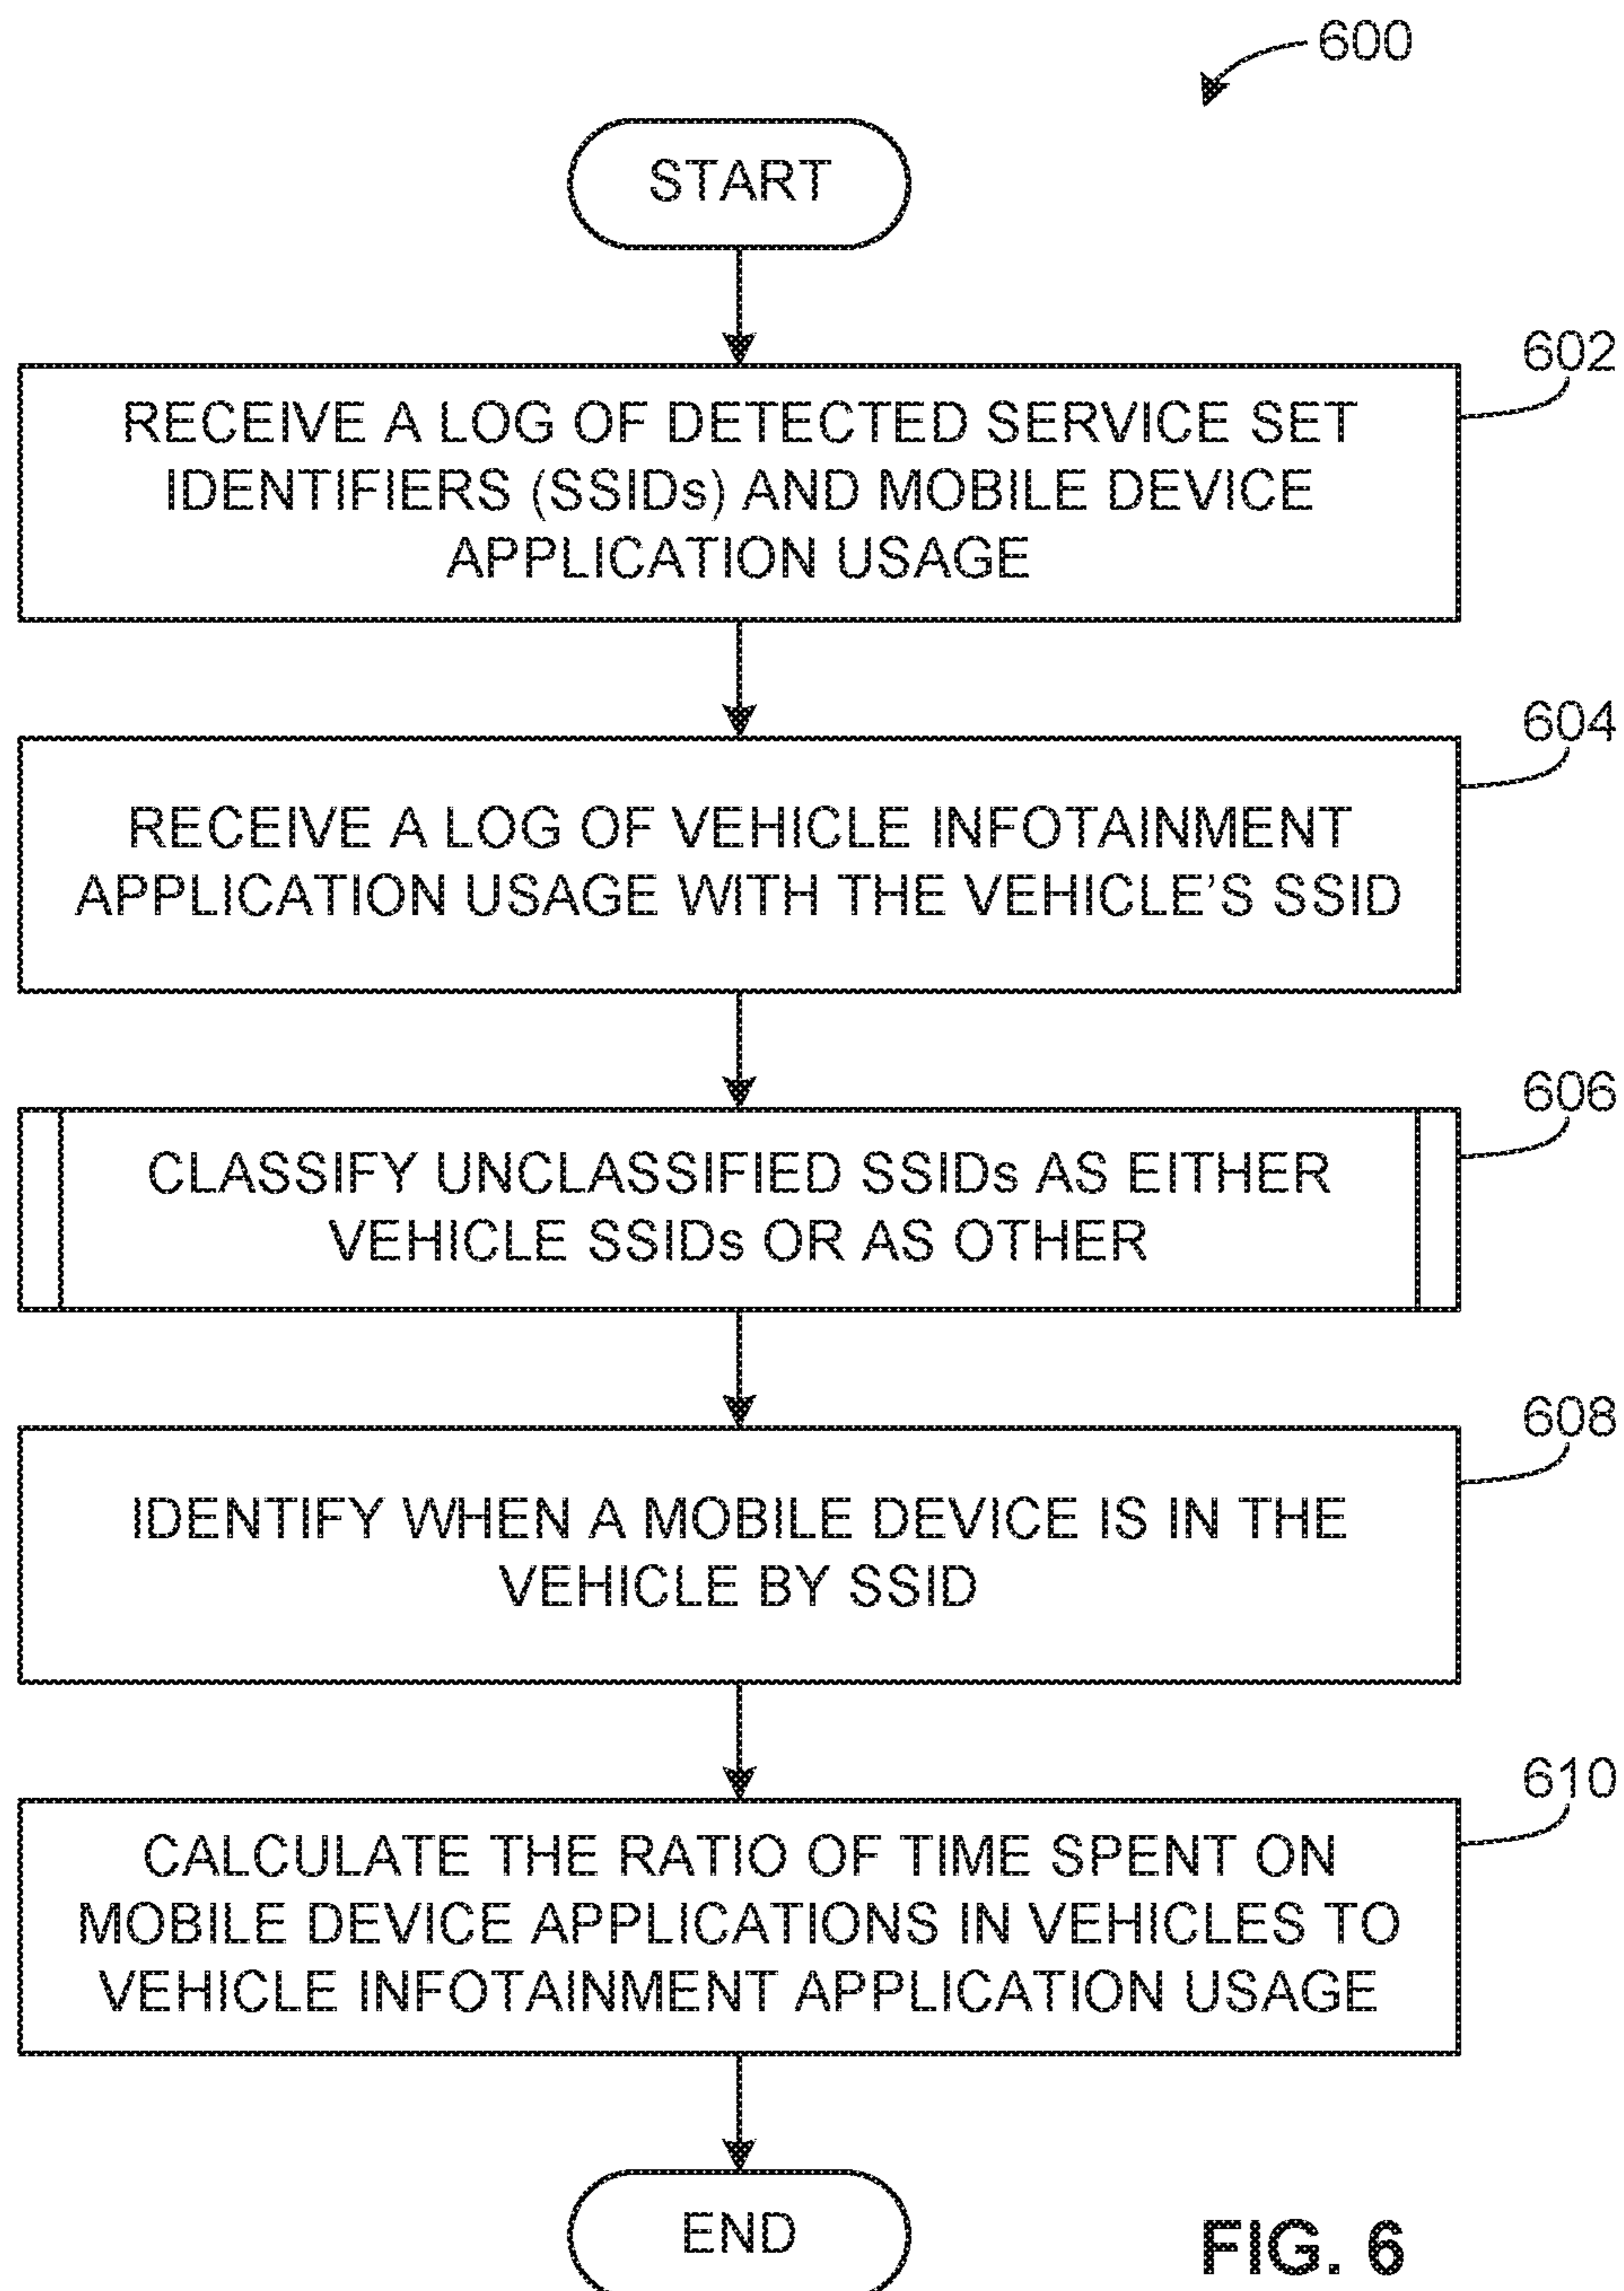 600
START
602
RECEIVE A LOG OF DETECTED SERVICE SET
IDENTIFIERS (SSIDs) AND MOBILE DEVICE
APPLICATION USAGE
604
RECEIVE A LOG OF VEHICLE INFOTAINMENT
APPLICATION USAGE WITH THE VEHICLE'S SSID
606
CLASSIFY UNCLASSIFIED SSIDs AS EITHER
VEHICLE SSIDs OR AS OTHER
608
IDENTIFY WHEN A MOBILE DEVICE IS IN THE
VEHICLE BY SSID
610
CALCULATE THE RATIO OF TIME SPENT ON
MOBILE DEVICE APPLICATIONS IN VEHICLES TO
VEHICLE INFOTAINMENT APPLICATION USAGE
END
FIG. 6